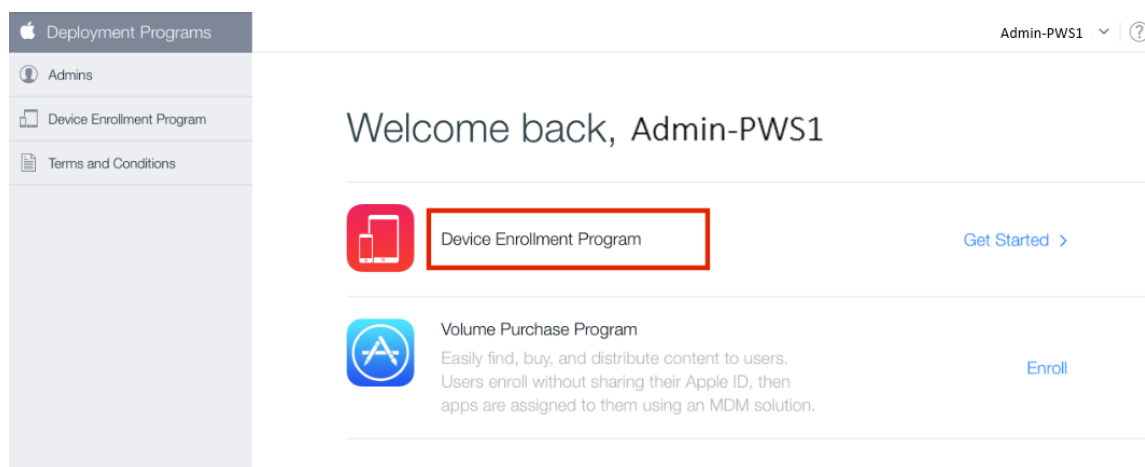 Deployment Programs
Admin-PWS1
Admins
Device Enrollment Program
Terms and Conditions
Welcome back, Admin-PWS1
Device Enrollment Program
Get Started >
Volume Purchase Program
Easily find, buy, and distribute content to users.
Users enroll without sharing their Apple ID, then
apps are assigned to them using an MDM solution.
Enroll